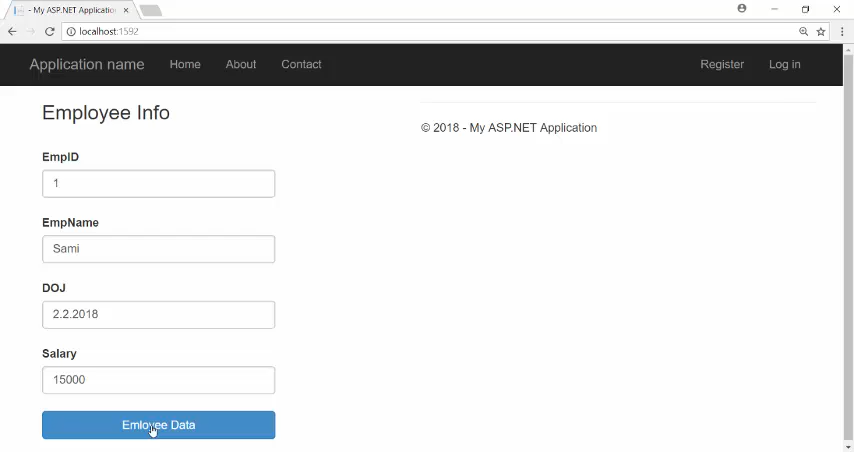 - My ASP.NET Application
localhost:1592
Application name Home About Contact Register Log in
Employee Info
© 2018 - My ASP.NET Application
EmpID
1
EmpName
Sami
DOJ
2.2.2018
Salary
15000
Emloyee Data